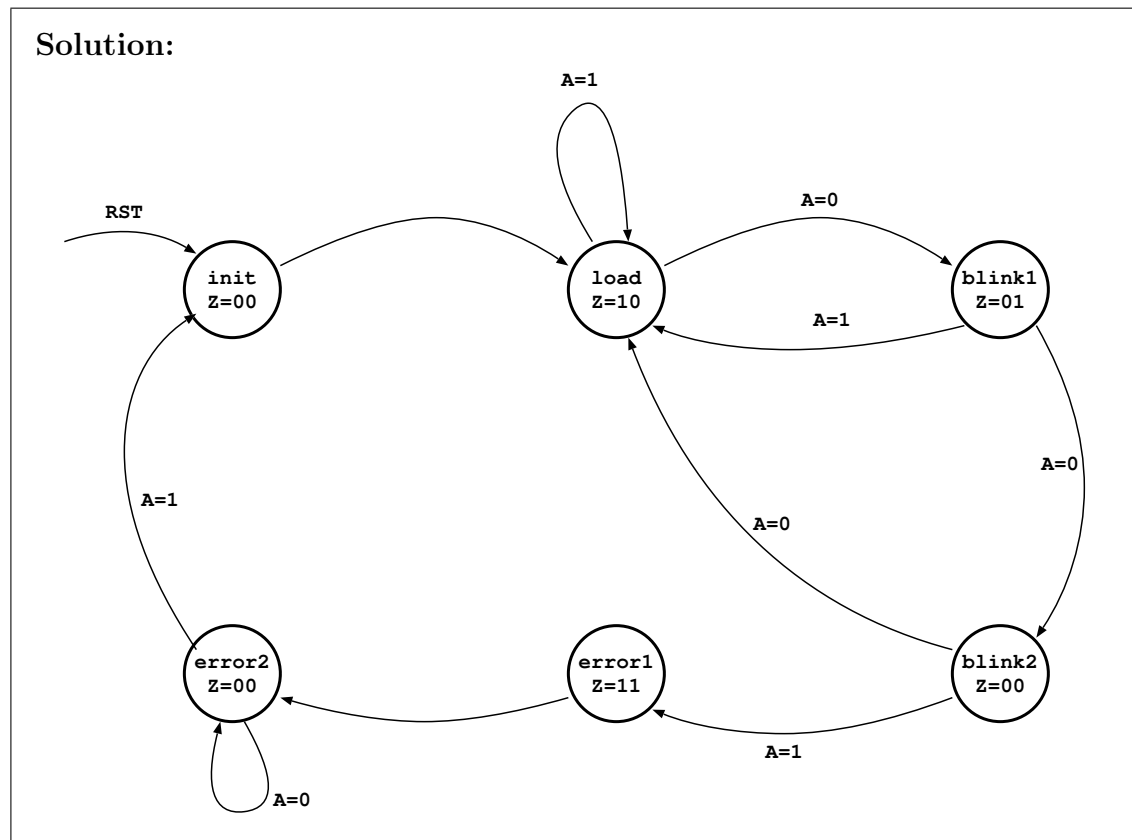 Solution:
A=1
RST
A=0
init
Z=00
load
Z=10
blink1
Z=01
A=1
A=0
A=1
A=0
error2
Z=00
error1
Z=11
blink2
Z=00
A=1
A=0